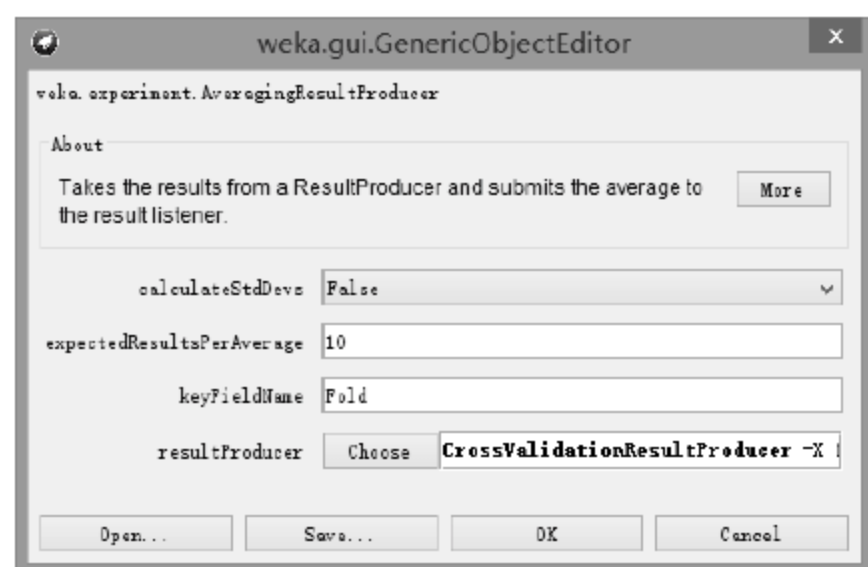 weka.gui.GenericObjectEditor
weka.experiment.AveragingResultProducer
About
Takes the results from a ResultProducer and submits the average to
the result listener.
More
calculateStdDevs False
expectedResultsPerAverage 10
keyFieldName Fold
resultProducer Choose CrossValidationResultProducer -X
Open... Save... OK Cancel